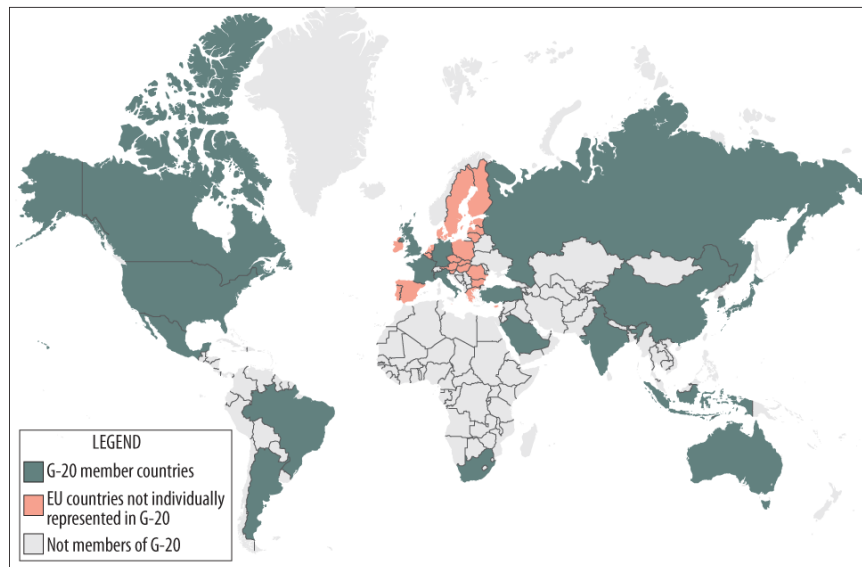 LEGEND
G-20 member countries
EU countries not individually
represented in G-20
Not members of G-20